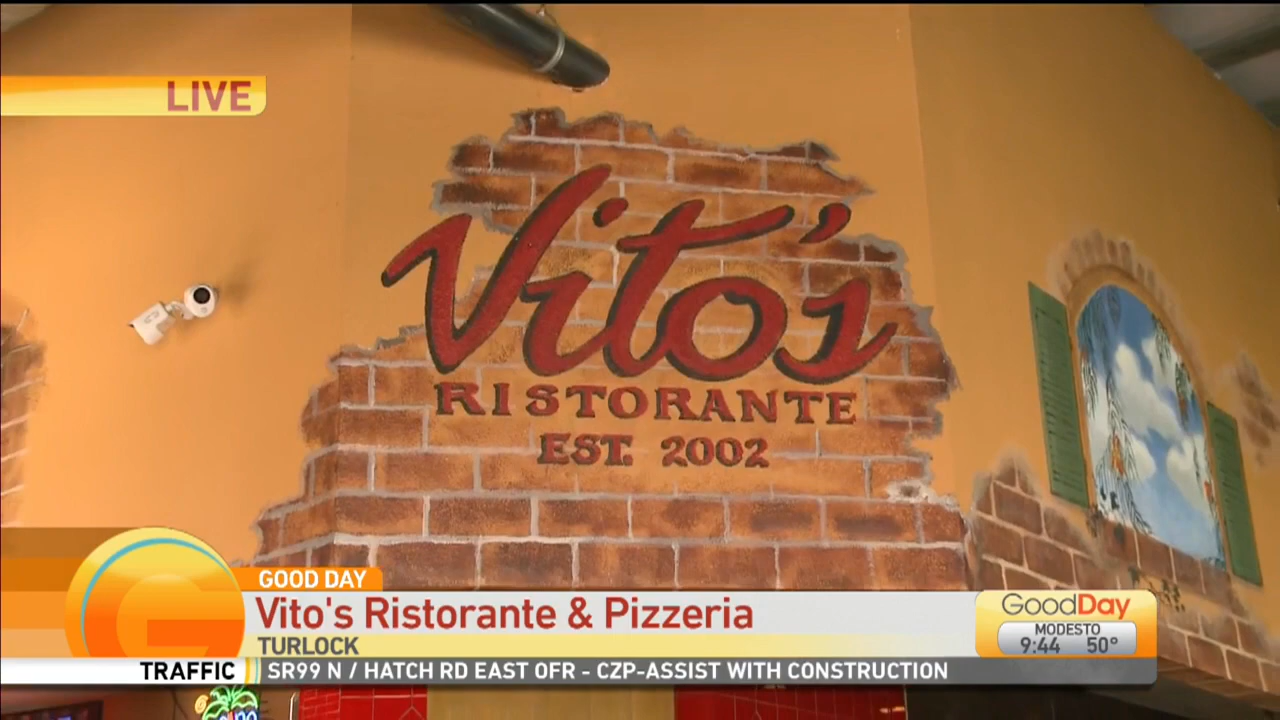 LIVE
Vito's
RISTORANTE
EST. 2002
GOOD DAY
Vito's Ristorante & Pizzeria
TURLOCK
GoodDay
MODESTO
9:44 50°
TRAFFIC SR99 N / HATCH RD EAST OFR - CZP-ASSIST WITH CONSTRUCTION